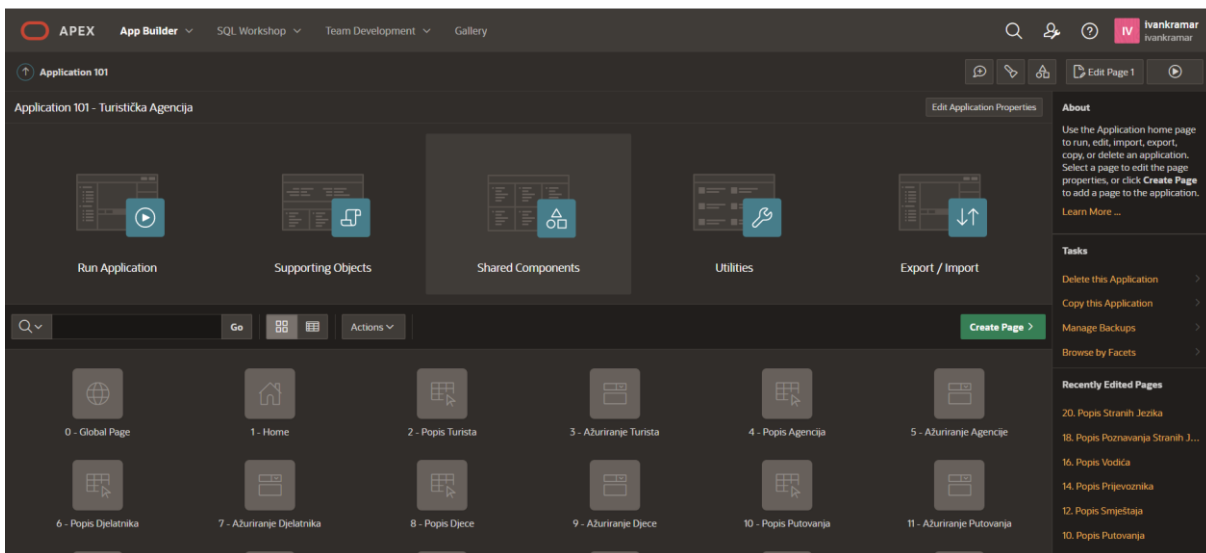 APEX App Builder SQL Workshop Team Development Gallery IV ivankramar
ivankramar
Application 101 Edit Page 1
Application 101 - Turistička Agencija Edit Application Properties
Run Application Supporting Objects Shared Components Utilities Export / Import
Go Actions Create Page
0 - Global Page 1 - Home 2 - Popis Turista 3 - Ažuriranje Turista 4 - Popis Agencija 5 - Ažuriranje Agencije
6 - Popis Djelatnika 7 - Ažuriranje Djelatnika 8 - Popis Djece 9 - Ažuriranje Djece 10 - Popis Putovanja 11 - Ažuriranje Putovanja
About
Use the Application home page
to run, edit, import, export,
copy, or delete an application.
Select a page to edit the page
properties, or click Create Page
to add a page to the application.
Learn More ...
Tasks
Delete this Application
Copy this Application
Manage Backups
Browse by Facets
Recently Edited Pages
20. Popis Stranih Jezika
18. Popis Poznavanja Stranih J...
16. Popis Vodića
14. Popis Prijevoznika
12. Popis Smještaja
10. Popis Putovanja